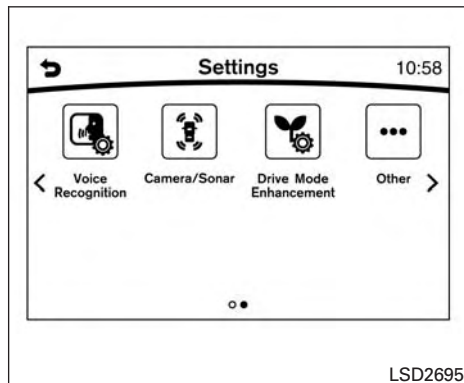 Settings
10:58
Voice
Recognition
Camera/Sonar
Drive Mode
Enhancement
Other
LSD2695